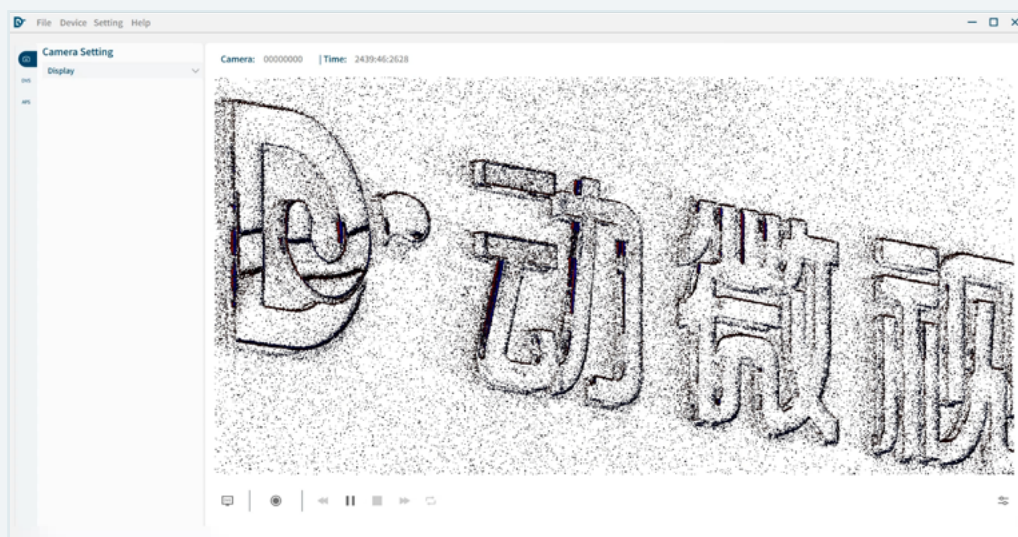 File Device Setting Help
Camera Setting
Display
DVS
APS
Camera: 00000000 | Time: 2439:46:2628
D 动微视